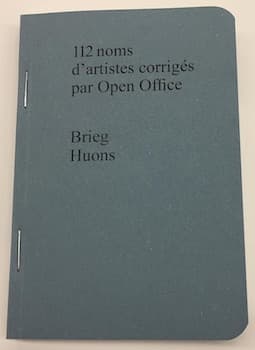 112 noms
d'artistes corrigés
par Open Office
Brieg
Huons